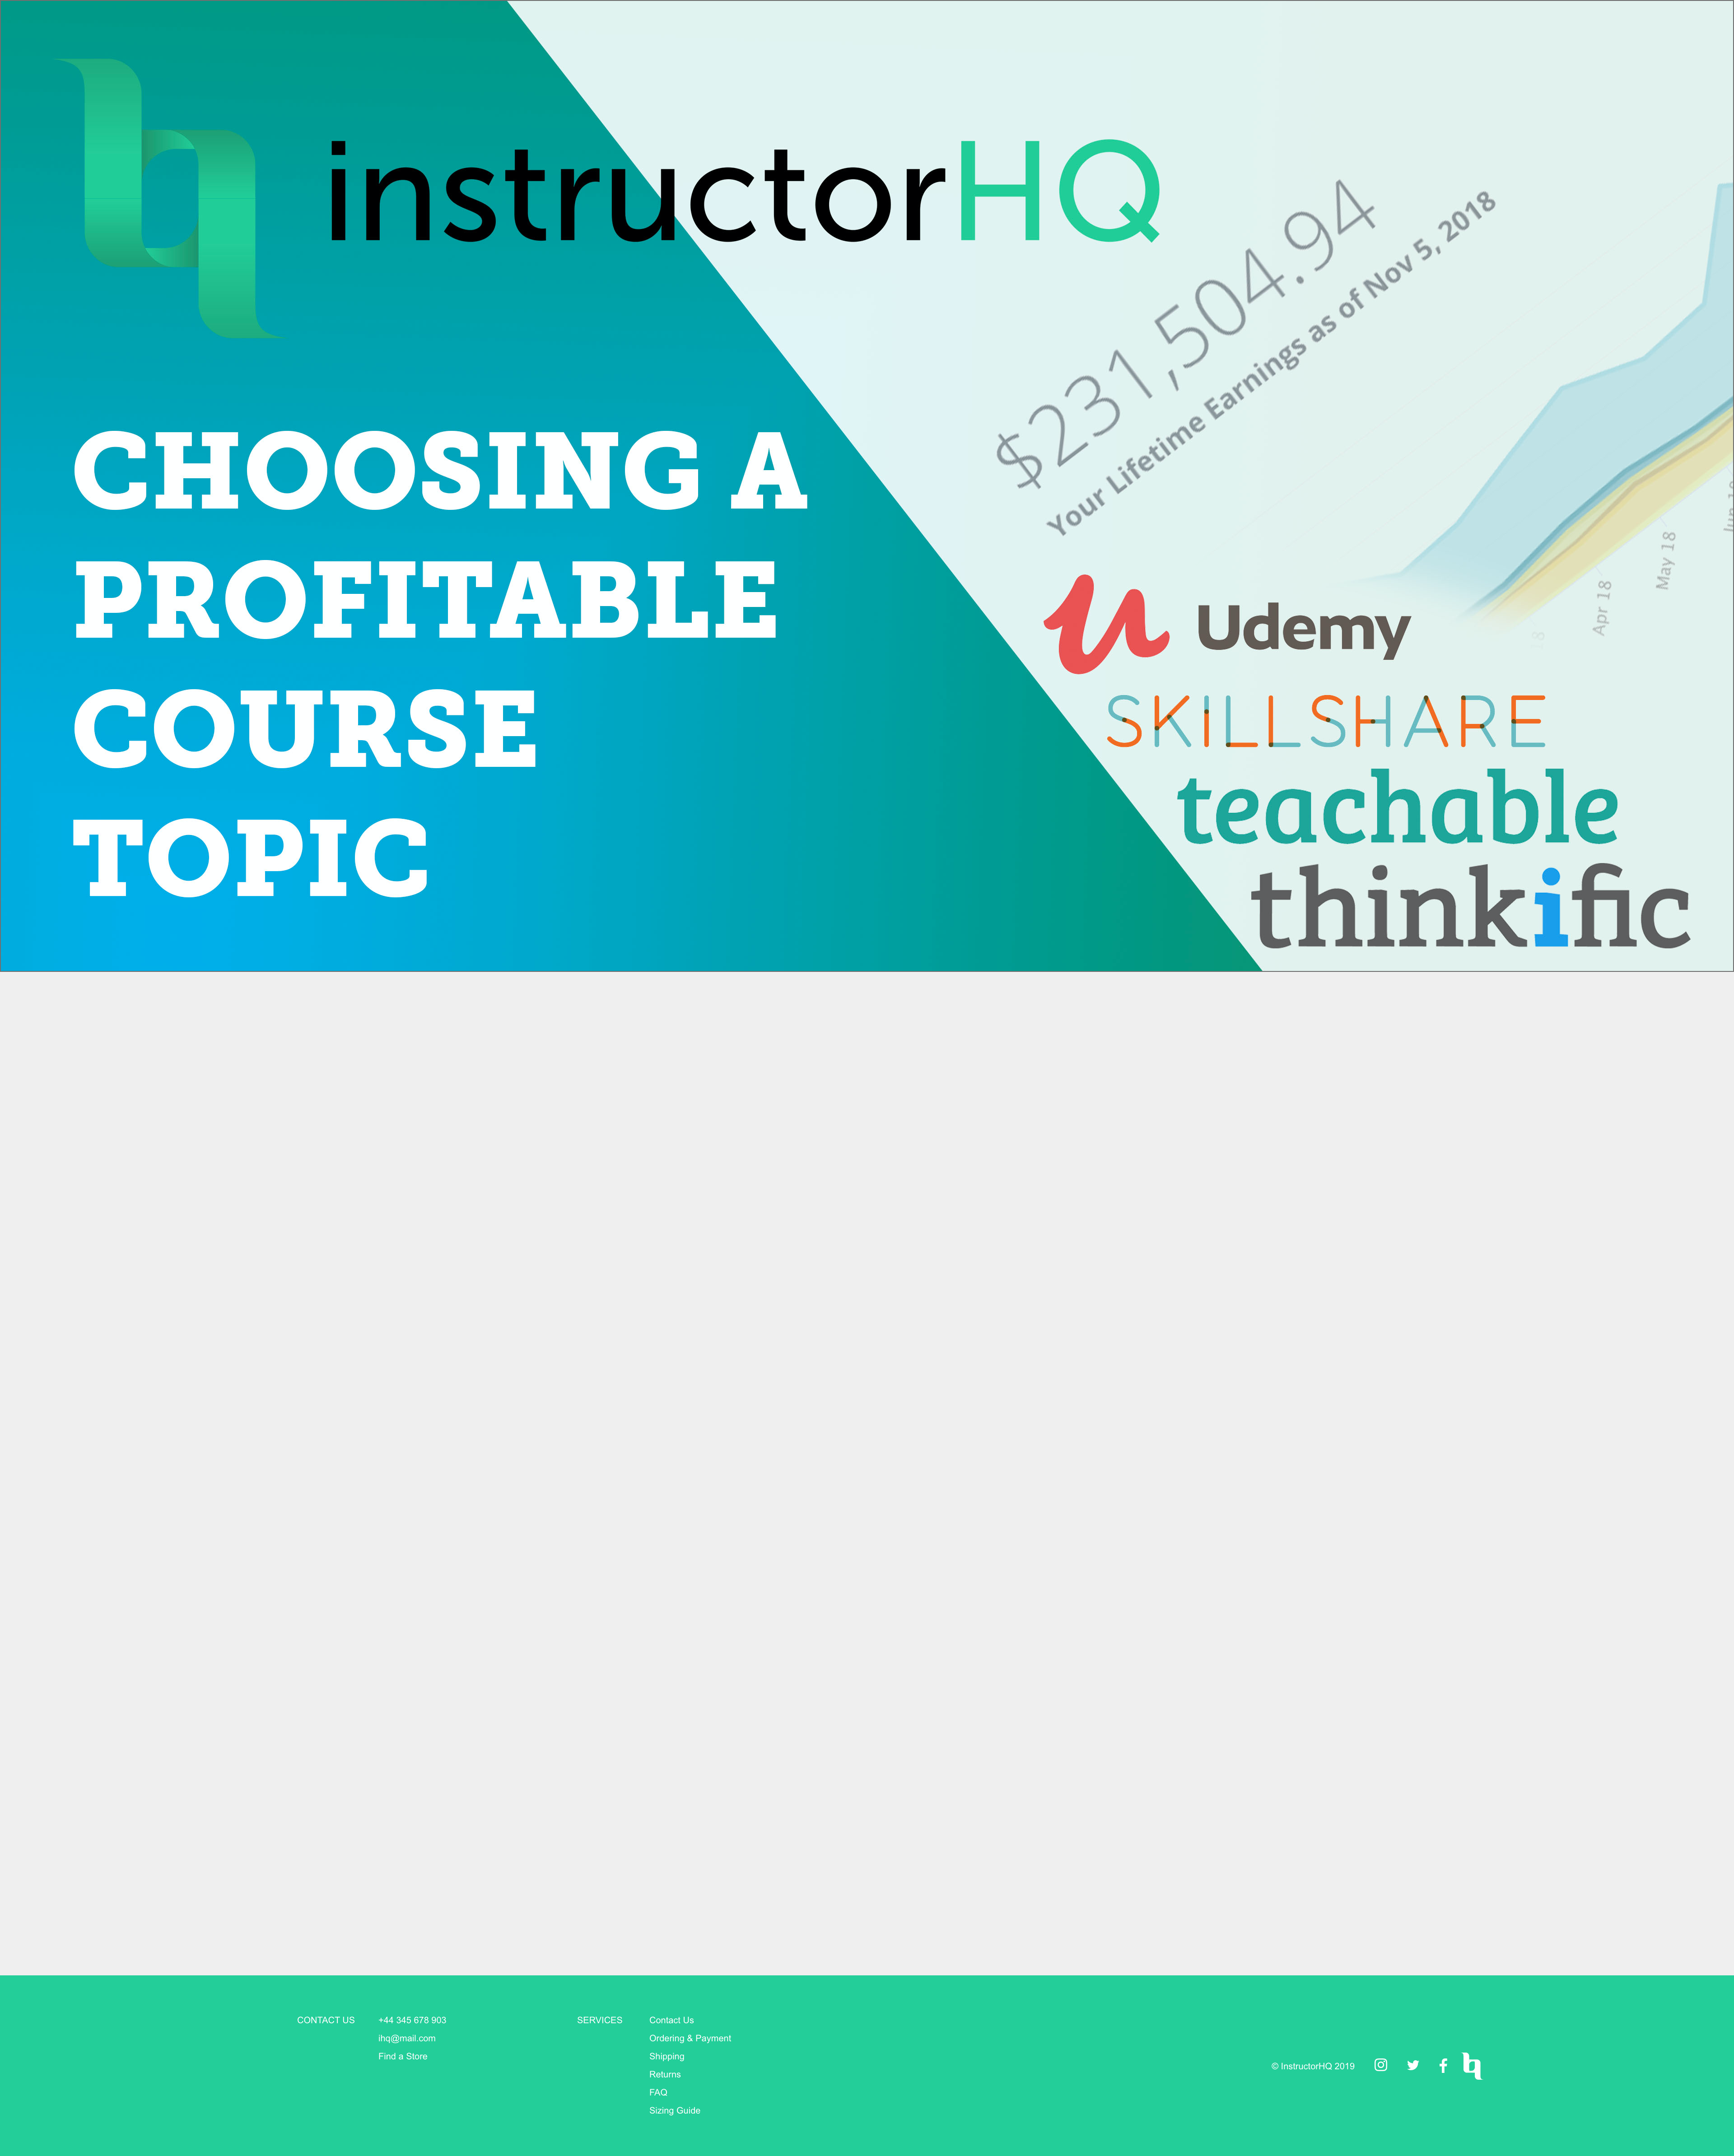 instructorHQ
$231,504.94
Your Lifetime Earnings as of Nov 5, 2018
CHOOSING A
PROFITABLE
COURSE
TOPIC
May 18
Apr 18
u Udemy
SKILLSHARE
teachable
thinkific
CONTACT US
+44 345 678 903
ihq@mail.com
Find a Store
SERVICES
Contact Us
Ordering & Payment
Shipping
Returns
FAQ
Sizing Guide
© InstructorHQ 2019